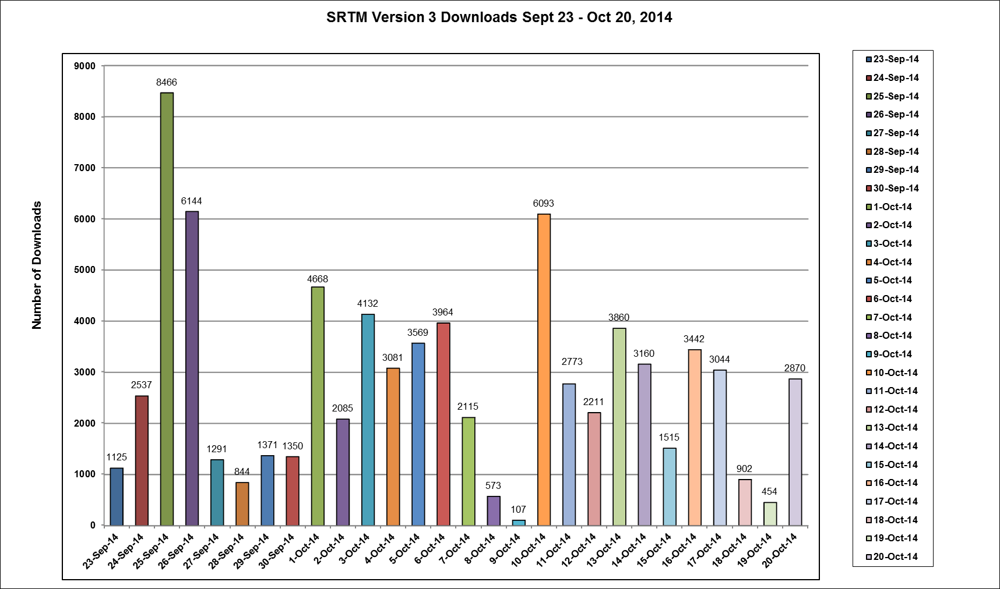 SRTM Version 3 Downloads Sept 23 - Oct 20, 2014
Number of Downloads
9000
8000
7000
6000
5000
4000
3000
2000
1000
0
1125
2537
8466
6144
1291
844
1371
1350
4668
2085
4132
3081
3569
3964
2115
573
107
6093
2773
2211
3860
3160
1515
3442
3044
902
454
2870
23-Sep-14
24-Sep-14
25-Sep-14
26-Sep-14
27-Sep-14
28-Sep-14
29-Sep-14
30-Sep-14
1-Oct-14
2-Oct-14
3-Oct-14
4-Oct-14
5-Oct-14
6-Oct-14
7-Oct-14
8-Oct-14
9-Oct-14
10-Oct-14
11-Oct-14
12-Oct-14
13-Oct-14
14-Oct-14
15-Oct-14
16-Oct-14
17-Oct-14
18-Oct-14
19-Oct-14
20-Oct-14
23-Sep-14
24-Sep-14
25-Sep-14
26-Sep-14
27-Sep-14
28-Sep-14
29-Sep-14
30-Sep-14
1-Oct-14
2-Oct-14
3-Oct-14
4-Oct-14
5-Oct-14
6-Oct-14
7-Oct-14
8-Oct-14
9-Oct-14
10-Oct-14
11-Oct-14
12-Oct-14
13-Oct-14
14-Oct-14
15-Oct-14
16-Oct-14
17-Oct-14
18-Oct-14
19-Oct-14
20-Oct-14